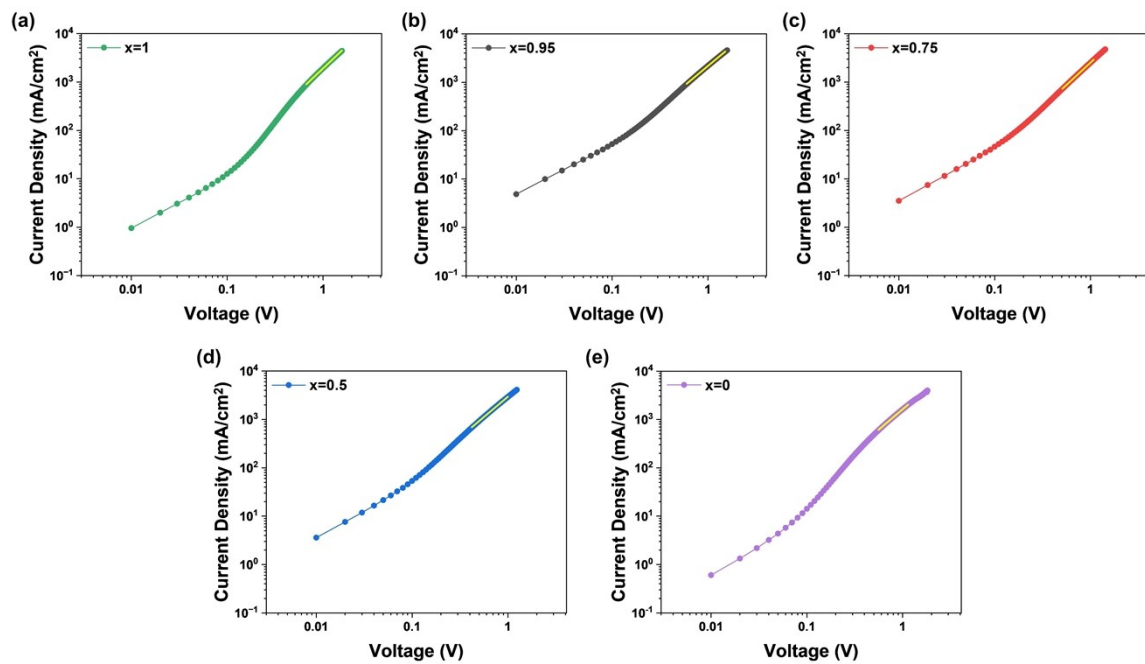 (a)
x=1
Current Density (mA/cm²)
10⁴
10³
10²
10¹
10⁰
10⁻¹
0.01
0.1
1
Voltage (V)
(b)
x=0.95
Current Density (mA/cm²)
10⁴
10³
10²
10¹
10⁰
10⁻¹
0.01
0.1
1
Voltage (V)
(c)
x=0.75
Current Density (mA/cm²)
10⁴
10³
10²
10¹
10⁰
10⁻¹
0.01
0.1
1
Voltage (V)
(d)
x=0.5
Current Density (mA/cm²)
10⁴
10³
10²
10¹
10⁰
10⁻¹
0.01
0.1
1
Voltage (V)
(e)
x=0
Current Density (mA/cm²)
10⁴
10³
10²
10¹
10⁰
10⁻¹
0.01
0.1
1
Voltage (V)